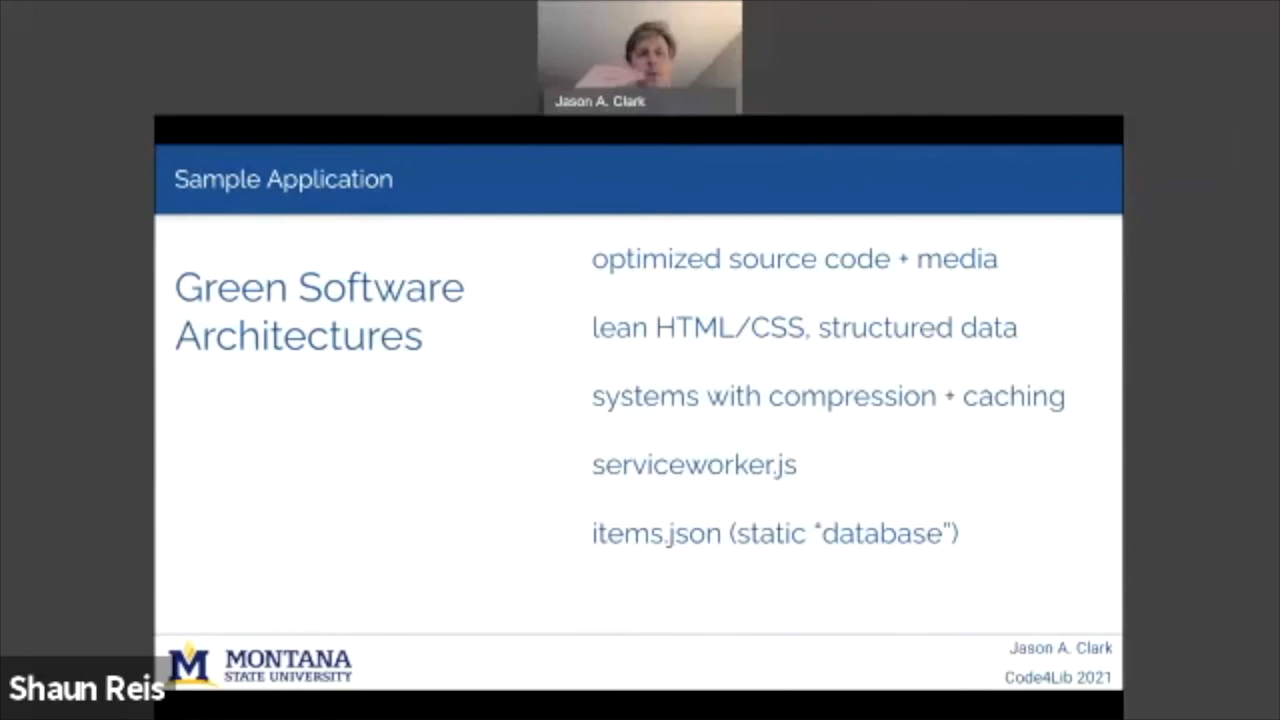 Jason A. Clark
Sample Application
Green Software
Architectures
optimized source code + media
lean HTML/CSS, structured data
systems with compression + caching
serviceworker.js
items.json (static “database”)
M MONTANA
STATE UNIVERSITY
Jason A. Clark
Code4Lib 2021
Shaun Reis